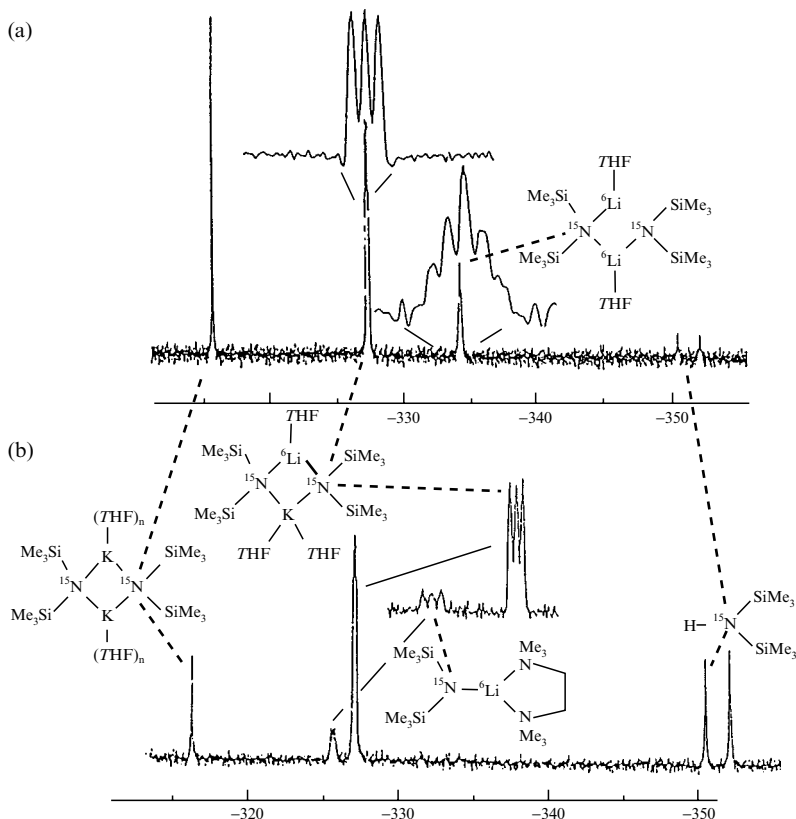 (a)
THF
Me₃Si
⁶Li
SiMe₃
¹⁵N
¹⁵N
Me₃Si
⁶Li
SiMe₃
THF
−330
−340
−350
(b)
THF
Me₃Si
⁶Li
SiMe₃
¹⁵N
¹⁵N
Me₃Si
K
SiMe₃
THF
THF
(THF)ₙ
Me₃Si
K
SiMe₃
¹⁵N
¹⁵N
Me₃Si
K
SiMe₃
(THF)ₙ
Me₃Si
Me₃
N
¹⁵N
⁶Li
Me₃Si
N
Me₃
SiMe₃
H
¹⁵N
SiMe₃
−320
−330
−340
−350